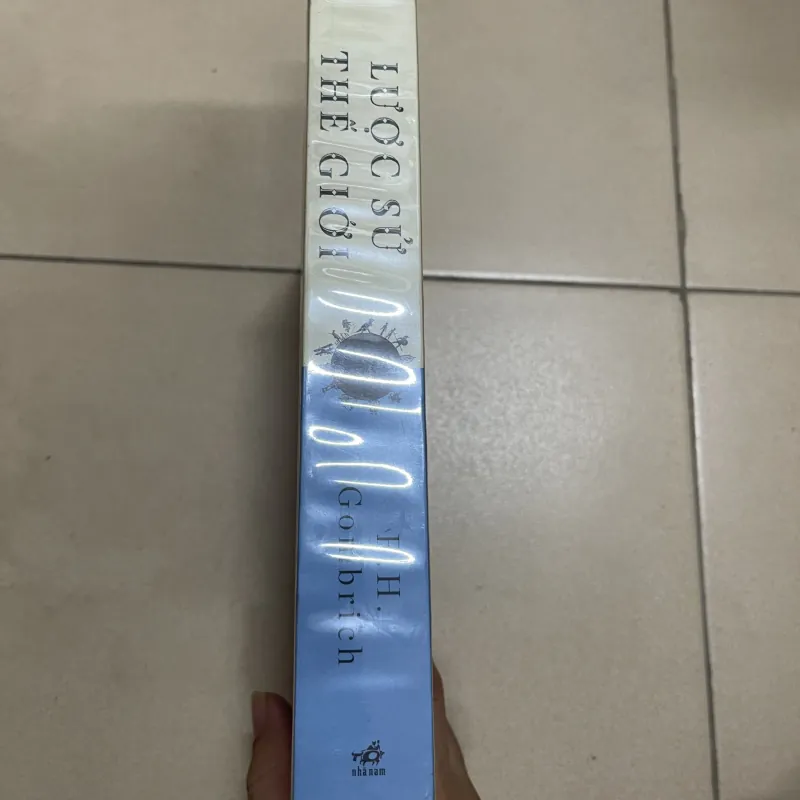 LƯỢC SỬ
THẾ GIỚI
E.H.
Gombrich
nhã nam